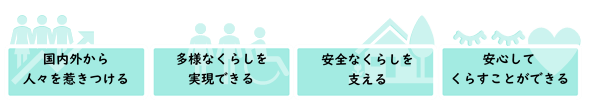 国内外から
人々を惹きつける
多様なくらしを
実現できる
安全なくらしを
支える
安心して
くらすことができる